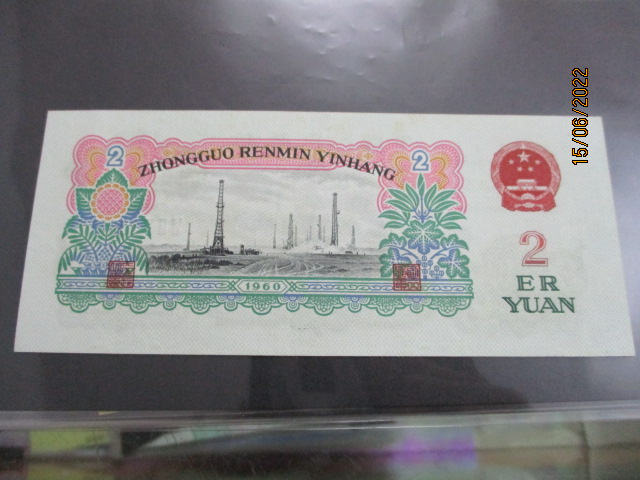 2
ZHONGGUO RENMIN YINHANG
2
1960
2
ER
YUAN
15/06/2022